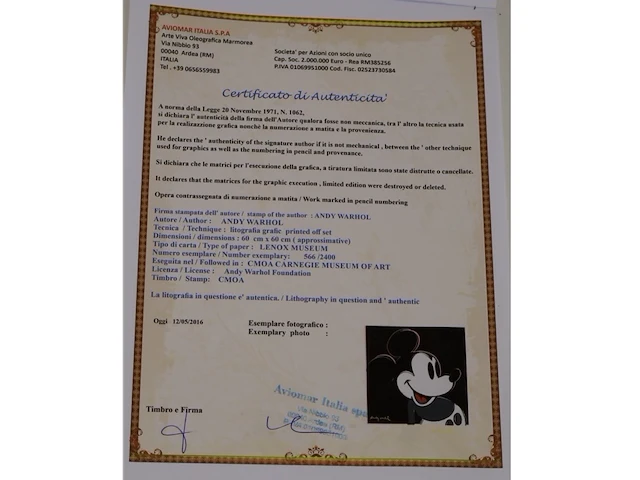 AVIOMAR ITALIA S.P.A
Arte Viva Oleografica Marmorea
Via Nibbio 93
00040 Ardea (RM)
ITALIA
Tel . +39 0656559983
Societa' per Azioni con socio unico
Cap. Soc. 2.000.000 Euro - Rea RM385256
P.IVA 01069951000 Cod. Fisc. 02523730584
Certificato di Autenticita'
A norma della Legge 20 Novembre 1971, N. 1062,
si dichiara l' autenticità della firma dell'Autore qualora fosse non meccanica, tra l' altro la tecnica usata
per la realizzazione grafica nonchè la numerazione a matita e la provenienza.
He declares the ' authenticity of the signature author if it is not mechanical , between the ' other technique
used for graphics as well as the numbering in pencil and provenance.
Si dichiara che le matrici per l'esecuzione della grafica, a tiratura limitata sono state distrutte o cancellate.
It declares that the matrices for the graphic execution , limited edition were destroyed or deleted.
Opera contrassegnata di numerazione a matita / Work marked in pencil numbering
Firma stampata dell' autore / stamp of the author : ANDY WARHOL
Autore / Author : ANDY WARHOL
Tecnica / Technique : litografia grafic printed off set
Dimensioni / dimensions : 60 cm x 60 cm ( approssimative)
Tipo di carta / Type of paper : LENOX MUSEUM
Numero esemplare / Number exemplary: 566 /2400
Eseguita nel / Followed in : CMOA CARNEGIE MUSEUM OF ART
Licenza / License : Andy Warhol Foundation
Timbro / Stamp: CMOA
La litografia in questione e' autentica. / Lithography in question and ' authentic
Oggi 12/05/2016
Esemplare fotografico :
Exemplary photo :
Aviomar Italia spa
Via Nibbio 93
Timbro e Firma